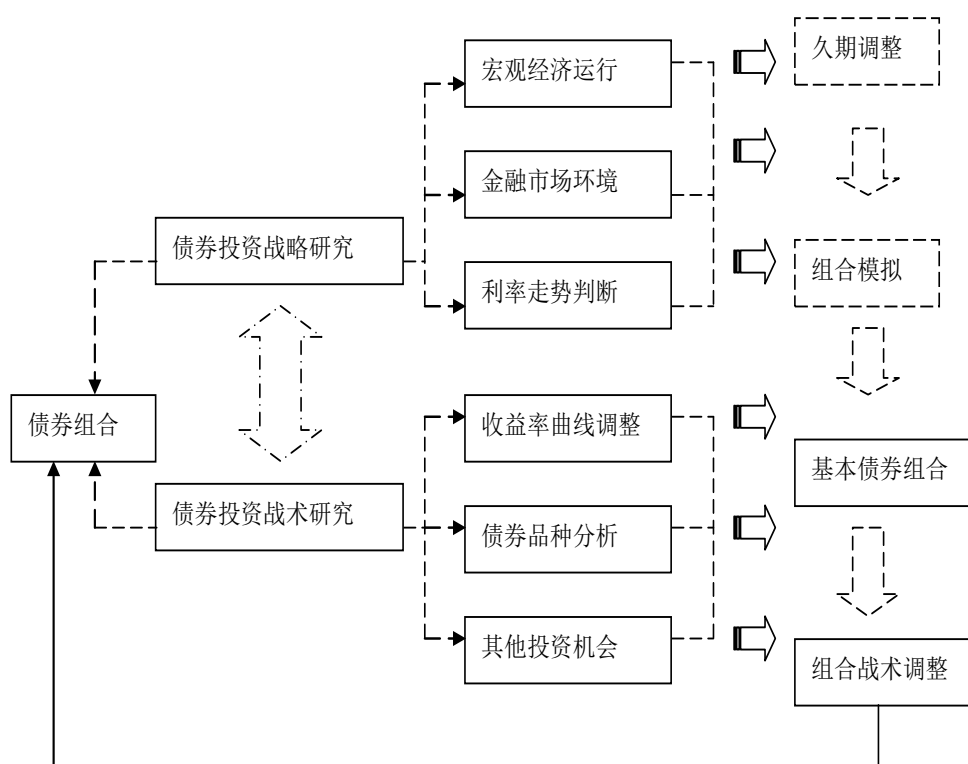 宏观经济运行
久期调整
金融市场环境
债券投资战略研究
利率走势判断
组合模拟
债券组合
收益率曲线调整
基本债券组合
债券投资战术研究
债券品种分析
其他投资机会
组合战术调整